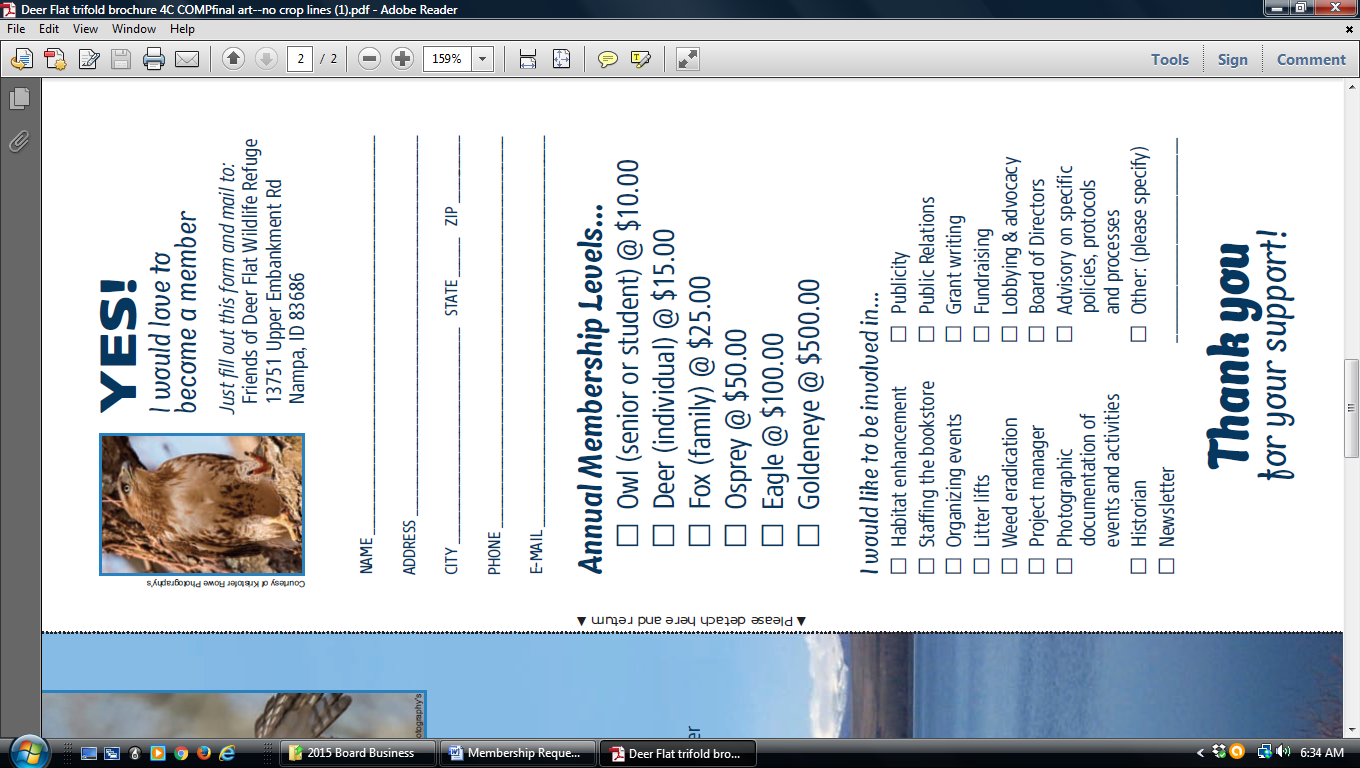 Deer Flat trifold brochure 4C COMPfinal art--no crop lines (1).pdf - Adobe Reader
File Edit View Window Help
2 / 2 159% Tools Sign Comment
YES!
I would love to
become a member
Just fill out this form and mail to:
Friends of Deer Flat Wildlife Refuge
13751 Upper Embankment Rd
Nampa, ID 83686
Courtesy of Kristofer Rowe Photography's
NAME
ADDRESS
CITY STATE ZIP
PHONE
E-MAIL
Annual Membership Levels...
Owl (senior or student) @ $10.00
Deer (individual) @ $15.00
Fox (family) @ $25.00
Osprey @ $50.00
Eagle @ $100.00
Goldeneye @ $500.00
I would like to be involved in...
Habitat enhancement
Staffing the bookstore
Organizing events
Litter lifts
Weed eradication
Project manager
Photographic
documentation of
events and activities
Historian
Newsletter
Publicity
Public Relations
Grant writing
Fundraising
Lobbying & advocacy
Board of Directors
Advisory on specific
policies, protocols
and processes
Other: (please specify)
Thank you
for your support!
▲ Please detach here and return ▲
otography's
er
2015 Board Business Membership Reque... Deer Flat trifold bro... 6:34 AM